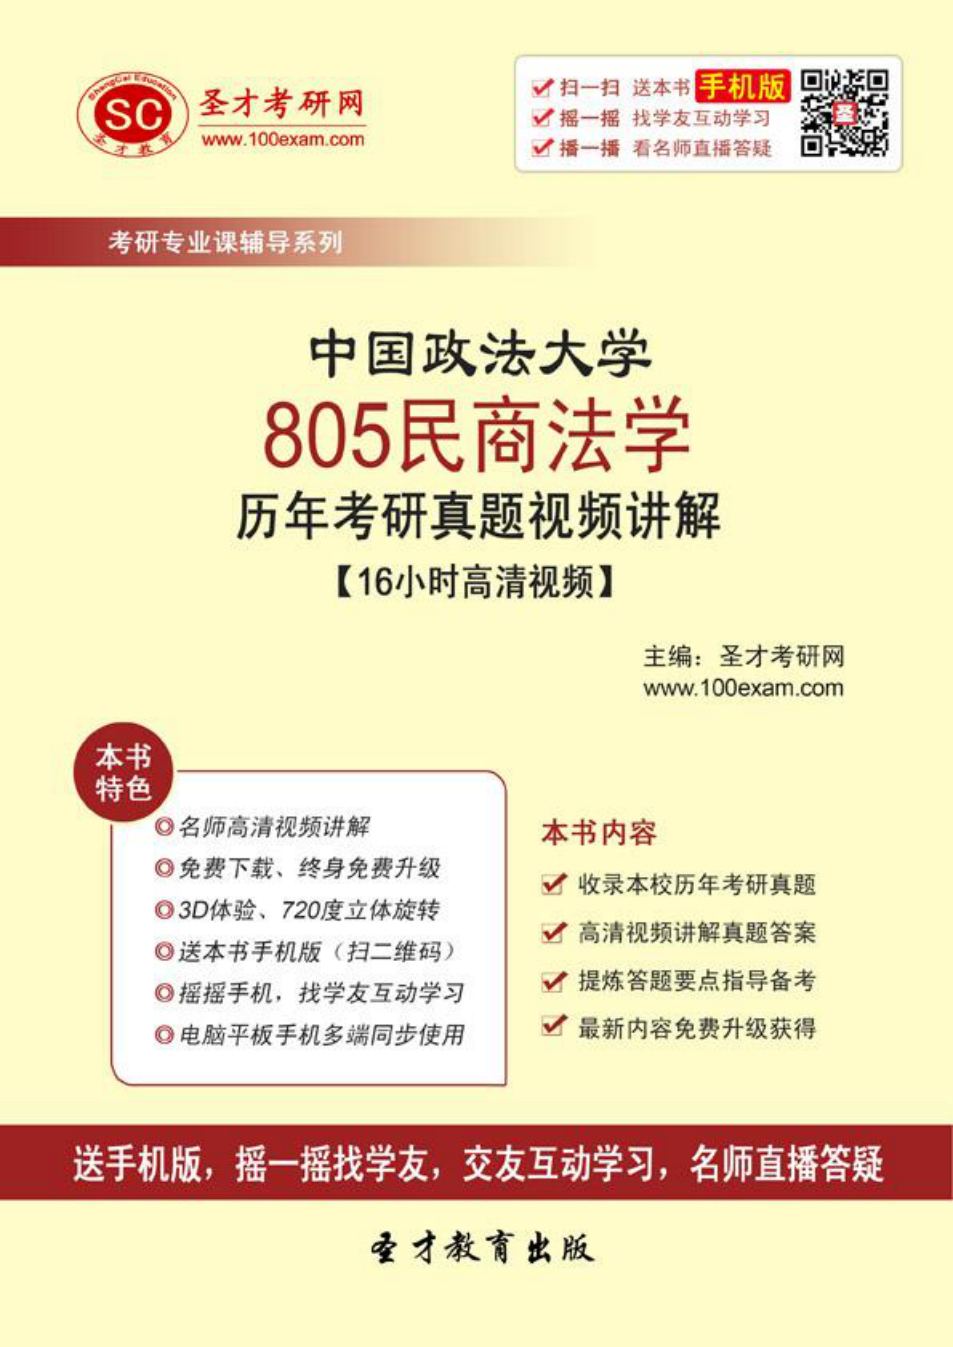 ShengCai Education
SC
圣才教育
圣才考研网
www.100exam.com
扫一扫 送本书 手机版
摇一摇 找学友互动学习
播一播 看名师直播答疑
圣
考研专业课辅导系列
中国政法大学
805民商法学
历年考研真题视频讲解
【16小时高清视频】
主编：圣才考研网
www.100exam.com
本书
特色
◎名师高清视频讲解
◎免费下载、终身免费升级
◎3D体验、720度立体旋转
◎送本书手机版（扫二维码）
◎摇摇手机，找学友互动学习
◎电脑平板手机多端同步使用
本书内容
收录本校历年考研真题
高清视频讲解真题答案
提炼答题要点指导备考
最新内容免费升级获得
送手机版，摇一摇找学友，交友互动学习，名师直播答疑
圣才教育出版